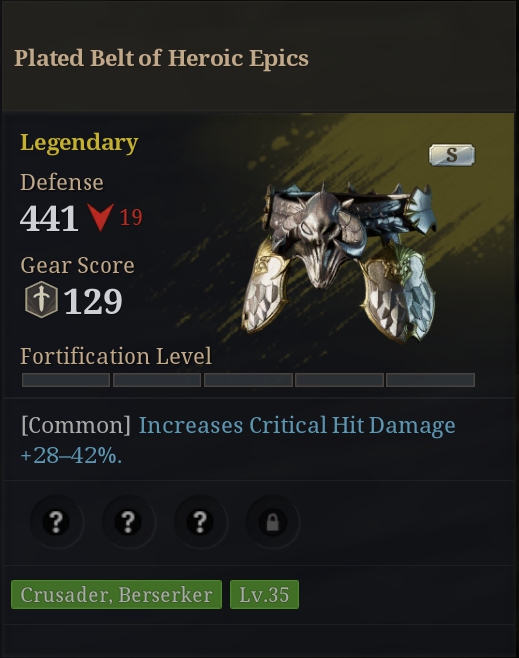 Plated Belt of Heroic Epics
Legendary
S
Defense
441 19
Gear Score
129
Fortification Level
[Common] Increases Critical Hit Damage
+28–42%.
? ? ?
Crusader, Berserker Lv.35